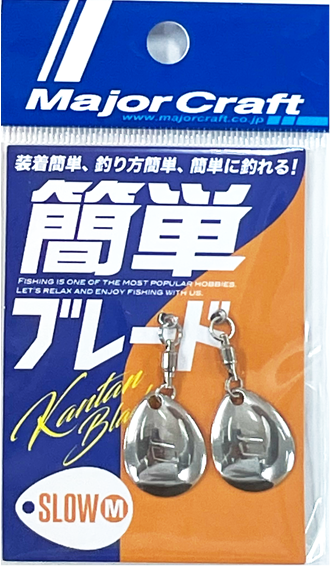 Major Craft
www.majorcraft.co.jp
装着簡単、釣り方簡単、簡単に釣れる!
簡単
FISHING IS ONE OF THE MOST POPULAR HOBBIES.
LET'S RELAX AND ENJOY FISHING WITH US.
ブレード
Kantan
SLOW M